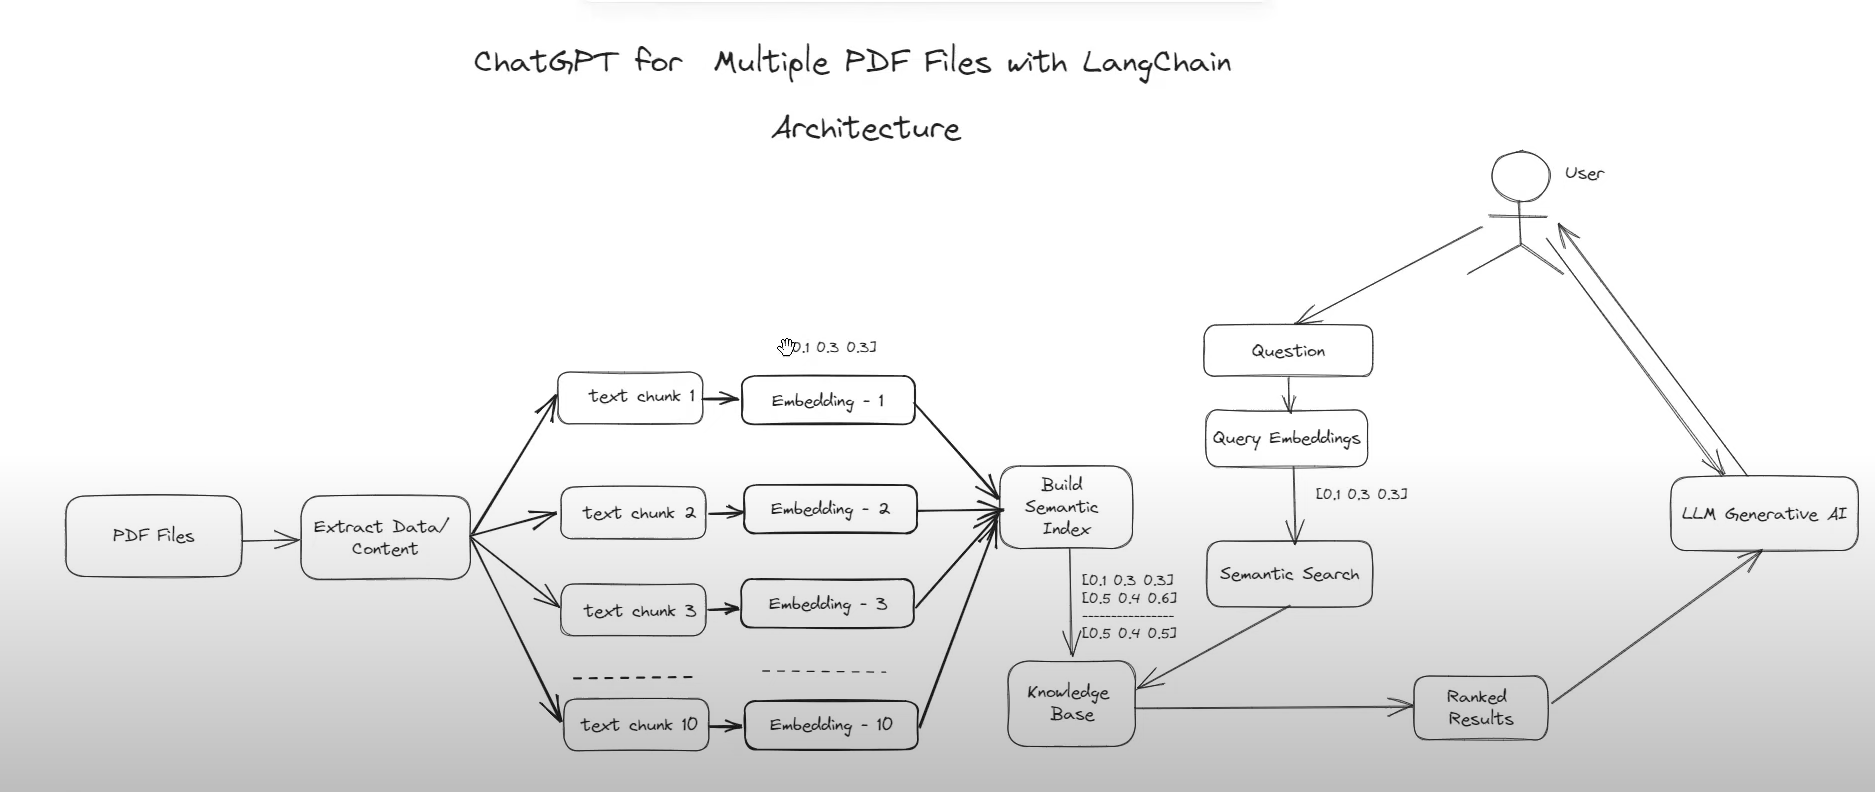 ChatGPT for Multiple PDF Files with LangChain
Architecture
User
Question
Query Embeddings
[0.1 0.3 0.3]
Semantic Search
LLM Generative AI
0.1 0.3 0.3]
text chunk 1
Embedding - 1
text chunk 2
Embedding - 2
text chunk 3
Embedding - 3
text chunk 10
Embedding - 10
PDF Files
Extract Data/
Content
Build
Semantic
Index
[0.1 0.3 0.3]
[0.5 0.4 0.6]
[0.5 0.4 0.5]
Knowledge
Base
Ranked
Results